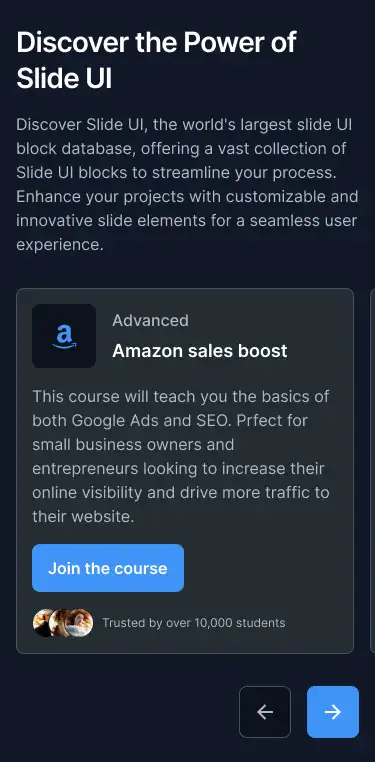 Discover the Power of
Slide UI
Discover Slide UI, the world's largest slide UI
block database, offering a vast collection of
Slide UI blocks to streamline your process.
Enhance your projects with customizable and
innovative slide elements for a seamless user
experience.
a
Advanced
Amazon sales boost
This course will teach you the basics of
both Google Ads and SEO. Prfect for
small business owners and
entrepreneurs looking to increase their
online visibility and drive more traffic to
their website.
Join the course
Trusted by over 10,000 students